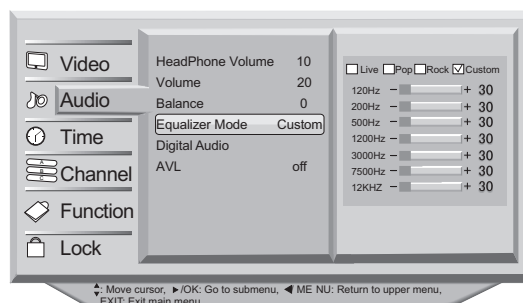 Video
Audio
Time
Channel
Function
Lock
HeadPhone Volume 10
Volume 20
Balance 0
Equalizer Mode Custom
Digital Audio
AVL off
Live Pop Rock Custom
120Hz - + 30
200Hz - + 30
500Hz - + 30
1200Hz - + 30
3000Hz - + 30
7500Hz - + 30
12KHZ - + 30
: Move cursor, ►/OK: Go to submenu, ◄ ME NU: Return to upper menu,
EXIT: Exit main menu